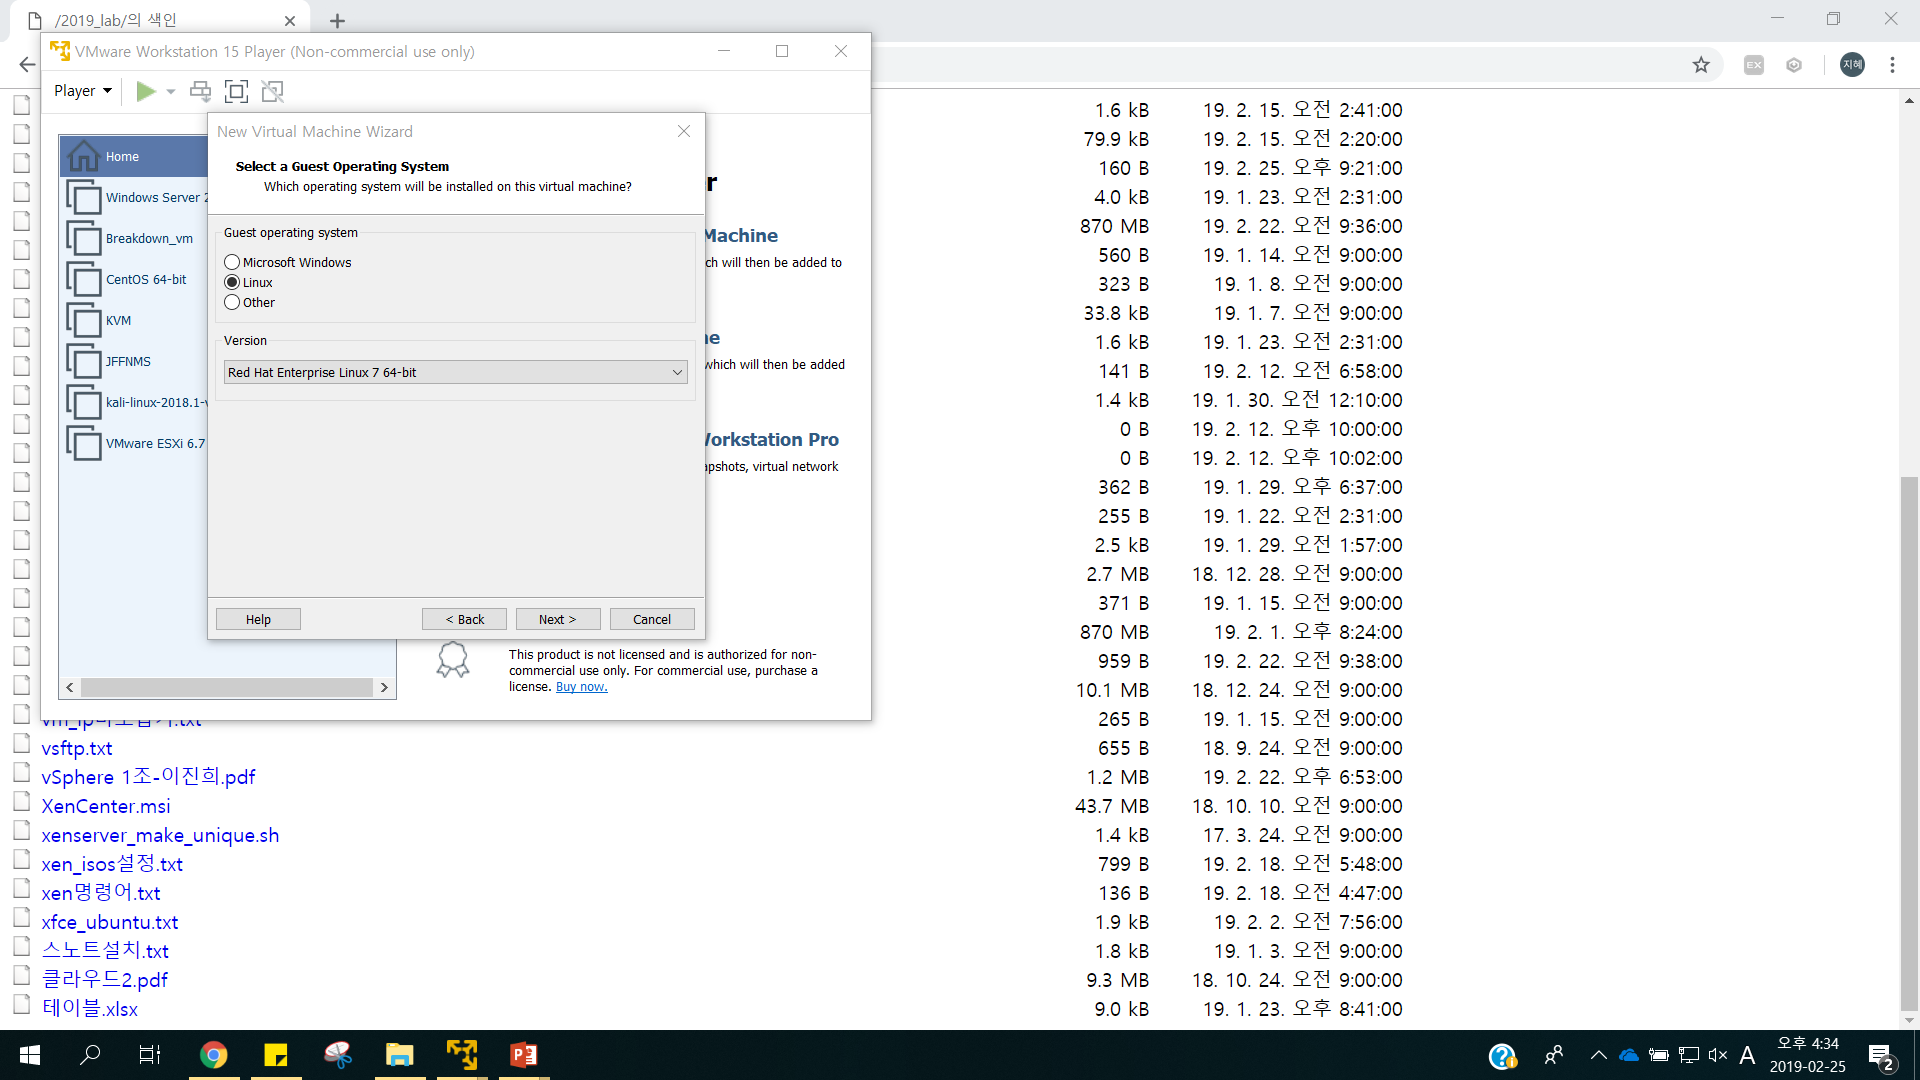 /2019_lab/의 색인
VMware Workstation 15 Player (Non-commercial use only)
Player
EX
지혜
New Virtual Machine Wizard
Select a Guest Operating System
Which operating system will be installed on this virtual machine?
Guest operating system
Microsoft Windows
Linux
Other
Version
Red Hat Enterprise Linux 7 64-bit
Help
< Back
Next >
Cancel
Home
Windows Server 2
Breakdown_vm
CentOS 64-bit
KVM
JFFNMS
kali-linux-2018.1-v
VMware ESXi 6.7
r
Machine
ch will then be added to
ne
which will then be added
Workstation Pro
apshots, virtual network
This product is not licensed and is authorized for non-
commercial use only. For commercial use, purchase a
license. Buy now.
1.6 kB 19. 2. 15. 오전 2:41:00
79.9 kB 19. 2. 15. 오전 2:20:00
160 B 19. 2. 25. 오후 9:21:00
4.0 kB 19. 1. 23. 오전 2:31:00
870 MB 19. 2. 22. 오전 9:36:00
560 B 19. 1. 14. 오전 9:00:00
323 B 19. 1. 8. 오전 9:00:00
33.8 kB 19. 1. 7. 오전 9:00:00
1.6 kB 19. 1. 23. 오전 2:31:00
141 B 19. 2. 12. 오전 6:58:00
1.4 kB 19. 1. 30. 오전 12:10:00
0 B 19. 2. 12. 오후 10:00:00
0 B 19. 2. 12. 오후 10:02:00
362 B 19. 1. 29. 오후 6:37:00
255 B 19. 1. 22. 오전 2:31:00
2.5 kB 19. 1. 29. 오전 1:57:00
2.7 MB 18. 12. 28. 오전 9:00:00
371 B 19. 1. 15. 오전 9:00:00
870 MB 19. 2. 1. 오후 8:24:00
959 B 19. 2. 22. 오전 9:38:00
10.1 MB 18. 12. 24. 오전 9:00:00
265 B 19. 1. 15. 오전 9:00:00
vsftp.txt 655 B 18. 9. 24. 오전 9:00:00
vSphere 1조-이진희.pdf 1.2 MB 19. 2. 22. 오후 6:53:00
XenCenter.msi 43.7 MB 18. 10. 10. 오전 9:00:00
xenserver_make_unique.sh 1.4 kB 17. 3. 24. 오전 9:00:00
xen_isos설정.txt 799 B 19. 2. 18. 오전 5:48:00
xen명령어.txt 136 B 19. 2. 18. 오전 4:47:00
xfce_ubuntu.txt 1.9 kB 19. 2. 2. 오전 7:56:00
스노트설치.txt 1.8 kB 19. 1. 3. 오전 9:00:00
클라우드2.pdf 9.3 MB 18. 10. 24. 오전 9:00:00
테이블.xlsx 9.0 kB 19. 1. 23. 오후 8:41:00
A
오후 4:34
2019-02-25
2